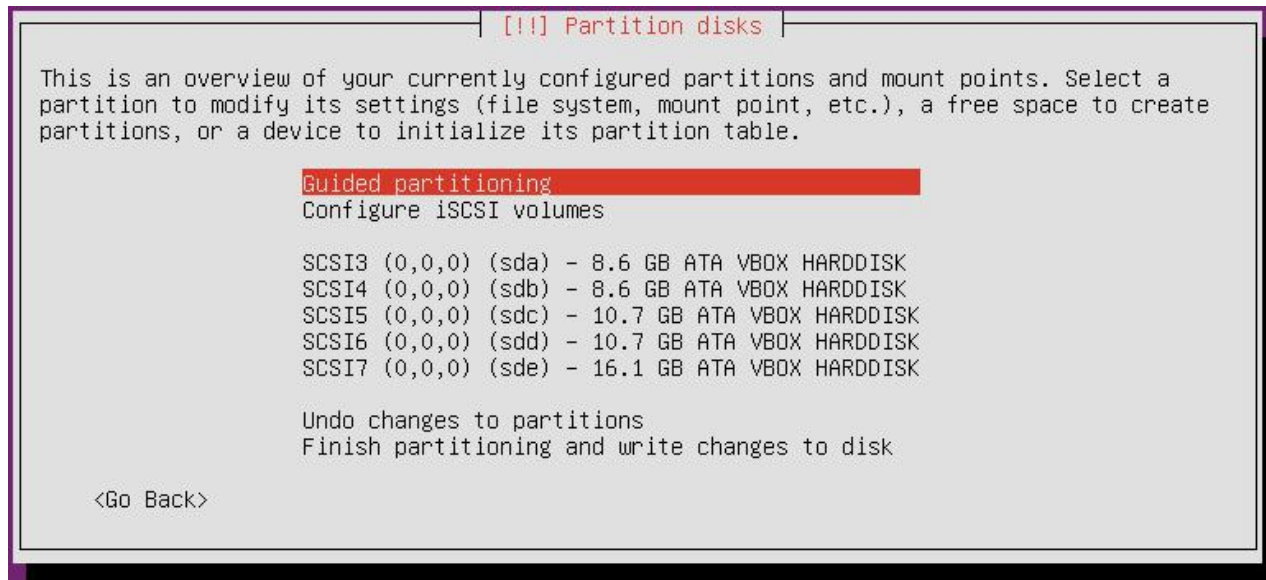 [!!] Partition disks
This is an overview of your currently configured partitions and mount points. Select a
partition to modify its settings (file system, mount point, etc.), a free space to create
partitions, or a device to initialize its partition table.
Guided partitioning
Configure iSCSI volumes
SCSI3 (0,0,0) (sda) - 8.6 GB ATA VBOX HARDDISK
SCSI4 (0,0,0) (sdb) - 8.6 GB ATA VBOX HARDDISK
SCSI5 (0,0,0) (sdc) - 10.7 GB ATA VBOX HARDDISK
SCSI6 (0,0,0) (sdd) - 10.7 GB ATA VBOX HARDDISK
SCSI7 (0,0,0) (sde) - 16.1 GB ATA VBOX HARDDISK
Undo changes to partitions
Finish partitioning and write changes to disk
<Go Back>